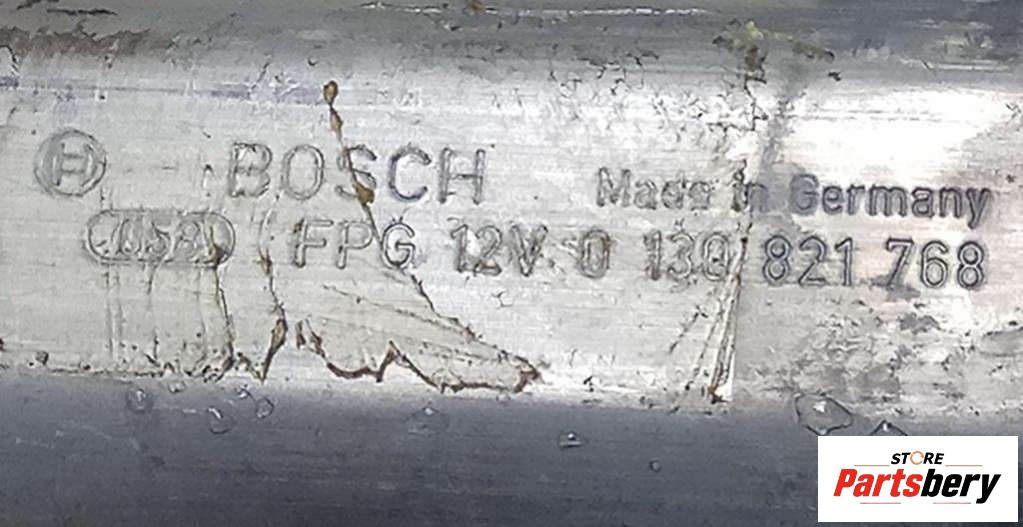 H BOSCH Made in Germany
FPG 12V 0 130 821 768
STORE
Partsbery